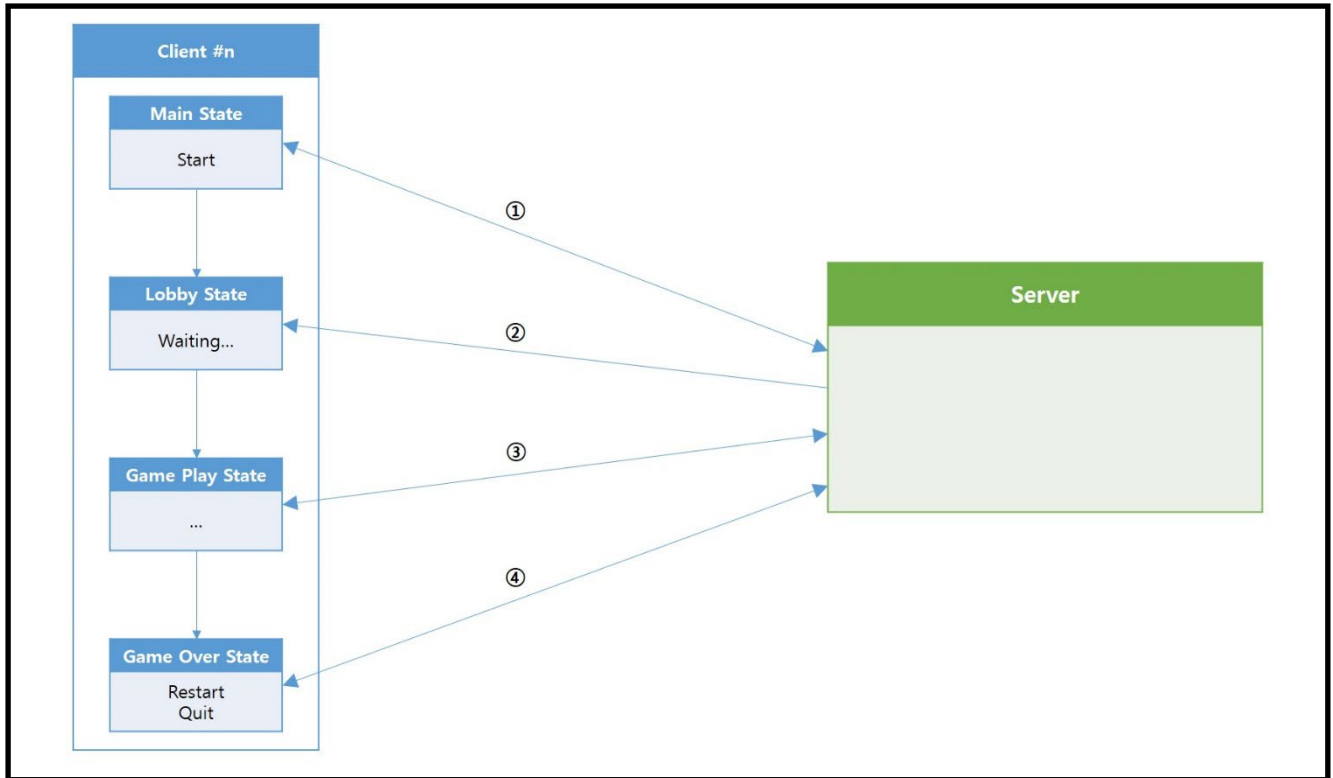 Client #n
Main State
Start
①
Lobby State
Waiting...
②
Server
Game Play State
...
③
④
Game Over State
Restart
Quit